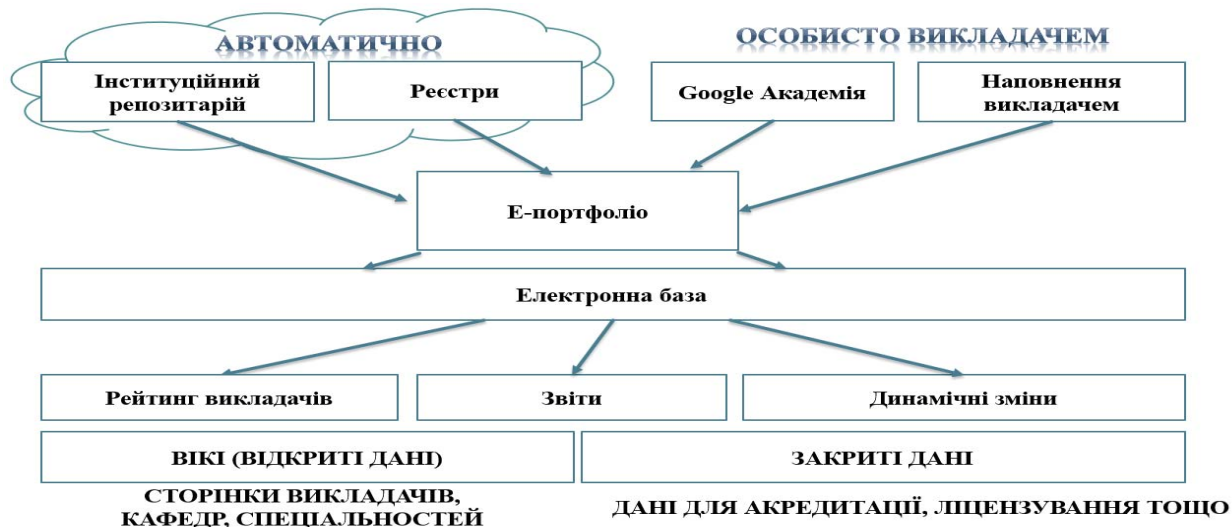 АВТОМАТИЧНО
ОСОБИСТО ВИКЛАДАЧЕМ
Інституційний
репозитарій
Реєстри
Google Академія
Наповнення
викладачем
Е-портфоліо
Електронна база
Рейтинг викладачів
Звіти
Динамічні зміни
ВІКІ (ВІДКРИТІ ДАНІ)
ЗАКРИТІ ДАНІ
СТОРІНКИ ВИКЛАДАЧІВ,
КАФЕДР, СПЕЦІАЛЬНОСТЕЙ
ДАНІ ДЛЯ АКРЕДИТАЦІЇ, ЛІЦЕНЗУВАННЯ ТОЩО